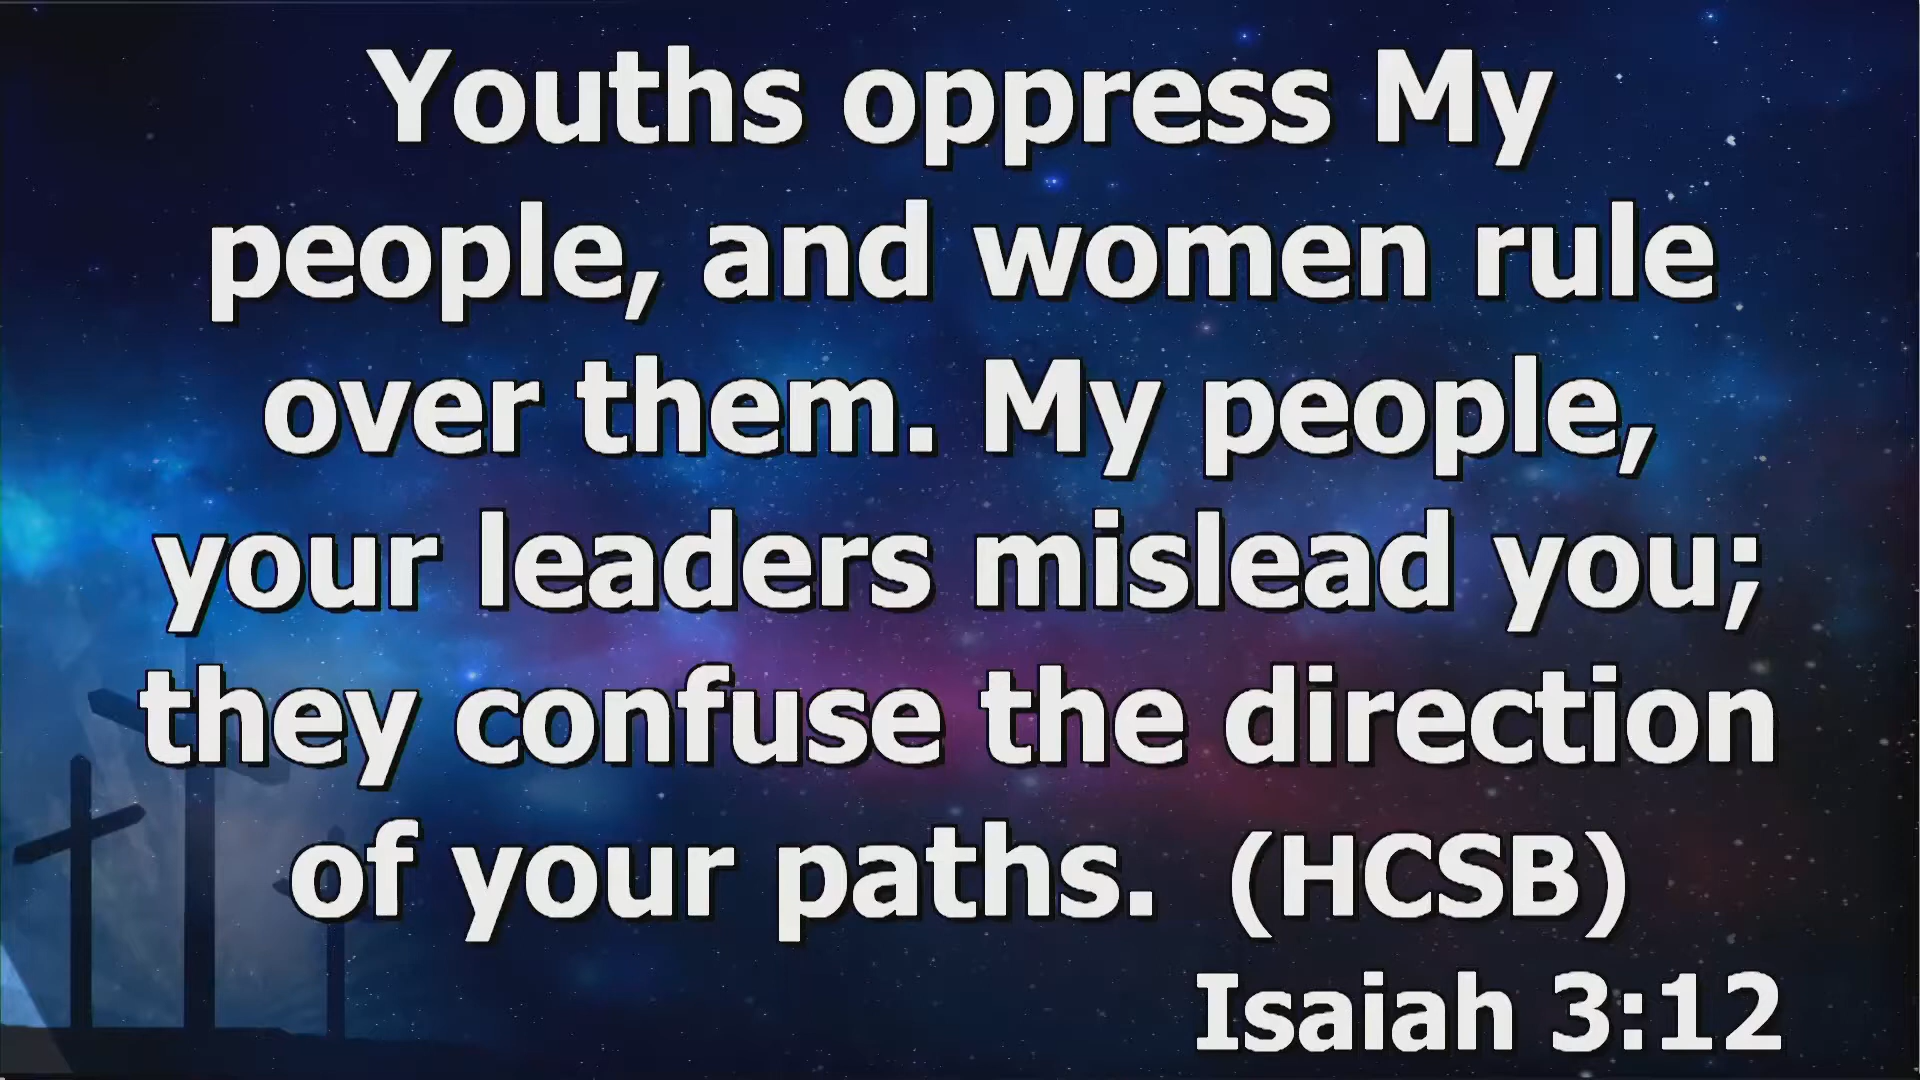 Youths oppress My
people, and women rule
over them. My people,
your leaders mislead you;
they confuse the direction
of your paths. (HCSB)
Isaiah 3:12